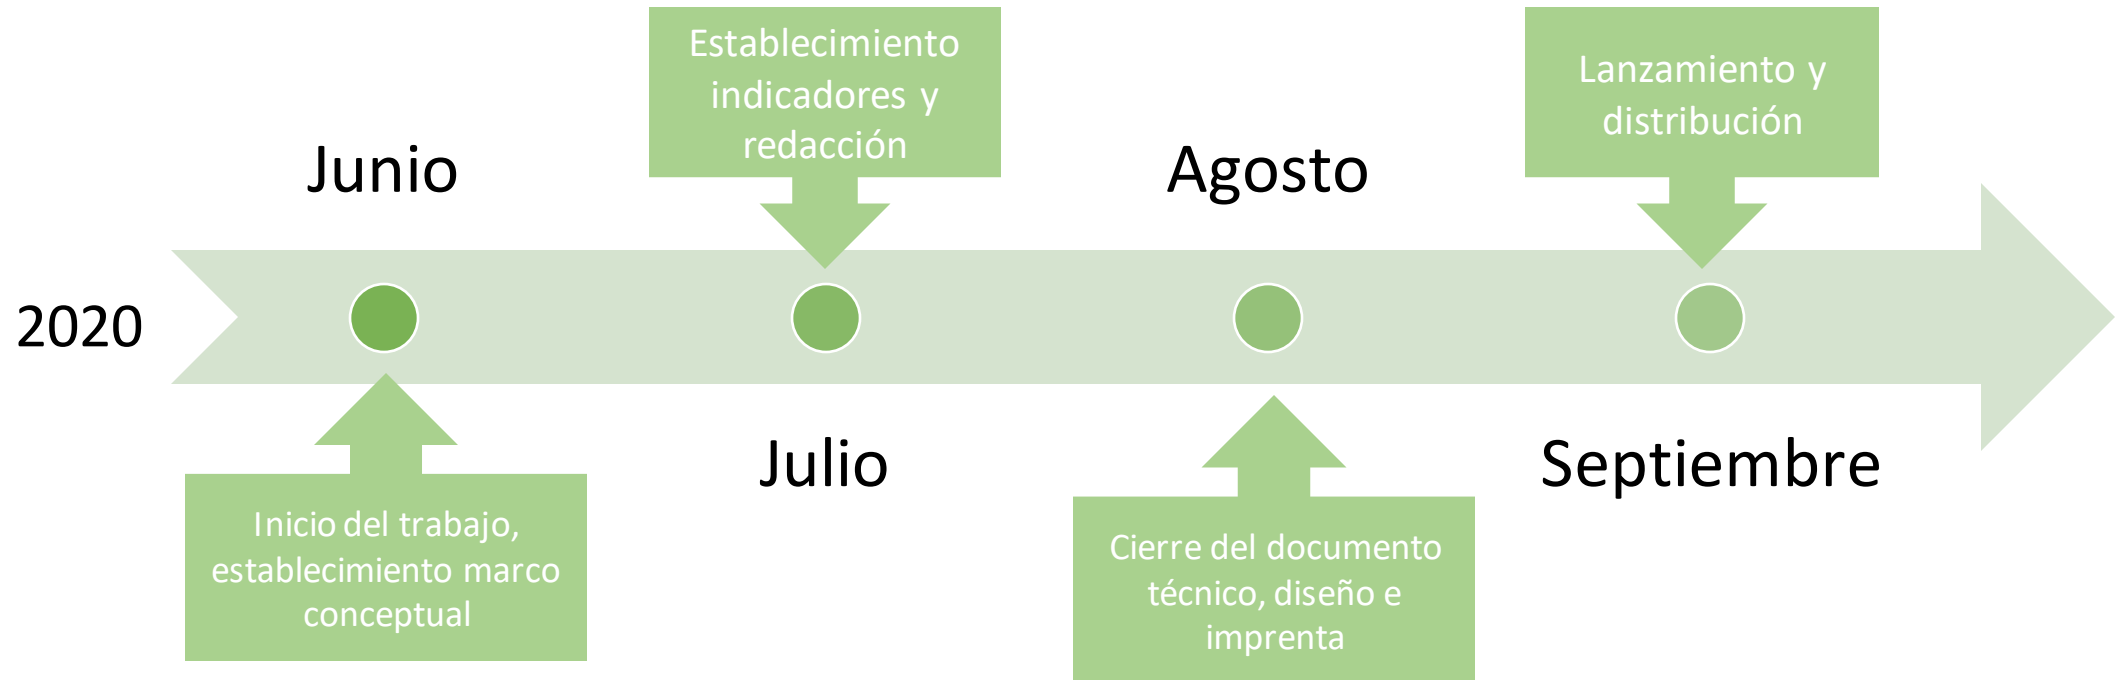 Establecimiento
indicadores y
redacción
Lanzamiento y
distribución
Junio
Agosto
2020
Julio
Septiembre
Inicio del trabajo,
establecimiento marco
conceptual
Cierre del documento
técnico, diseño e
imprenta